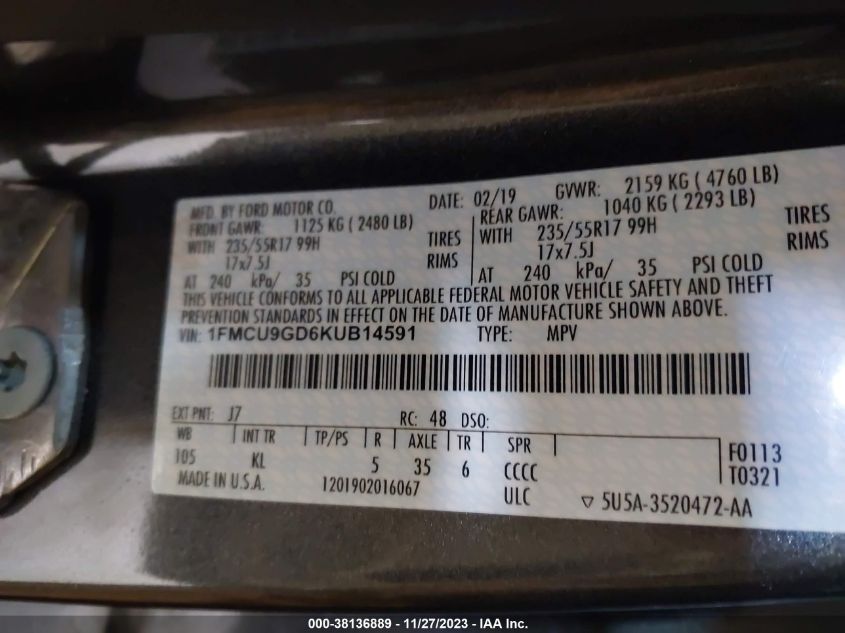 MFD. BY FORD MOTOR CO. DATE: 02/19 GVWR: 2159 KG ( 4760 LB)
FRONT GAWR: 1125 KG ( 2480 LB) REAR GAWR: 1040 KG ( 2293 LB)
WITH 235/55R17 99H TIRES WITH 235/55R17 99H TIRES
17x7.5J RIMS 17x7.5J RIMS
AT 240 kPa/ 35 PSI COLD AT 240 kPa/ 35 PSI COLD
THIS VEHICLE CONFORMS TO ALL APPLICABLE FEDERAL MOTOR VEHICLE SAFETY AND THEFT
PREVENTION STANDARDS IN EFFECT ON THE DATE OF MANUFACTURE SHOWN ABOVE.
VIN: 1FMCU9GD6KUB14591 TYPE: MPV
EXT PNT: J7 RC: 48 DSO:
WB INT TR TP/PS R AXLE TR SPR F0113
105 KL 5 35 6 CCCC T0321
MADE IN U.S.A. 1201902016067 ULC ▽ 5U5A-3520472-AA
000-38136889 - 11/27/2023 - IAA Inc.